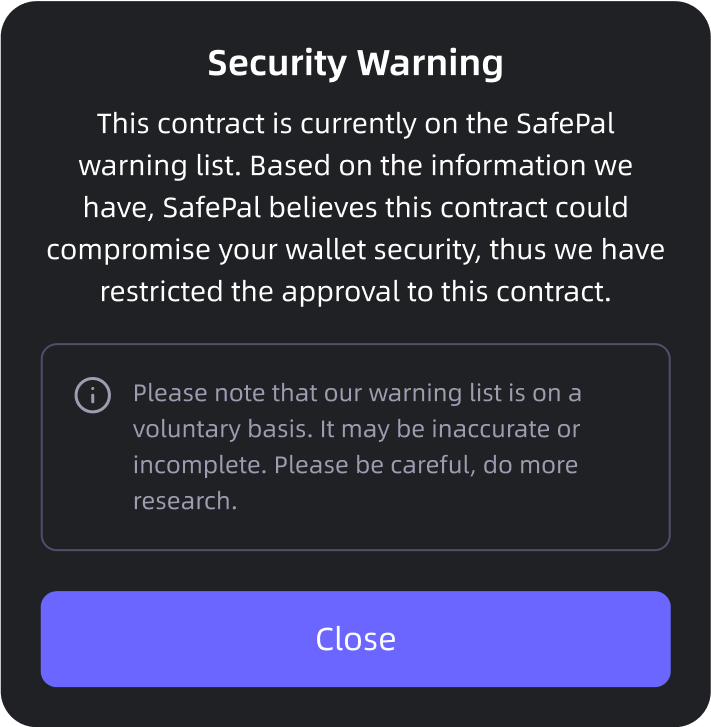 Security Warning
This contract is currently on the SafePal
warning list. Based on the information we
have, SafePal believes this contract could
compromise your wallet security, thus we have
restricted the approval to this contract.
Please note that our warning list is on a
voluntary basis. It may be inaccurate or
incomplete. Please be careful, do more
research.
Close